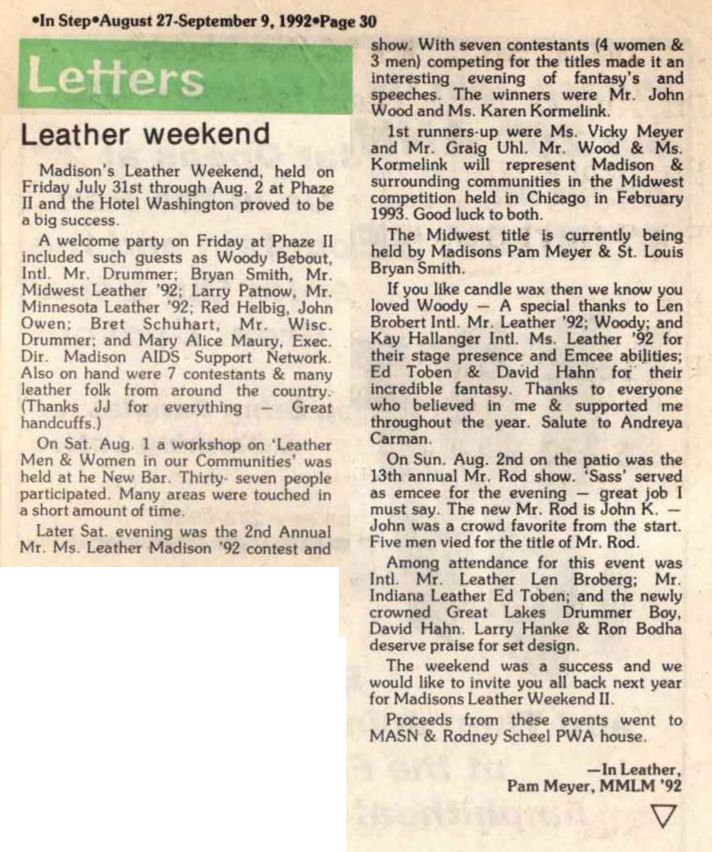 •In Step•August 27-September 9, 1992•Page 30
Letters
Leather weekend
Madison's Leather Weekend, held on
Friday July 31st through Aug. 2 at Phaze
II and the Hotel Washington proved to be
a big success.
A welcome party on Friday at Phaze II
included such guests as Woody Bebout,
Intl. Mr. Drummer; Bryan Smith, Mr.
Midwest Leather '92; Larry Patnow, Mr.
Minnesota Leather '92; Red Helbig, John
Owen; Bret Schuhart, Mr. Wisc.
Drummer; and Mary Alice Maury, Exec.
Dir. Madison AIDS Support Network.
Also on hand were 7 contestants & many
leather folk from around the country.
(Thanks JJ for everything — Great
handcuffs.)
On Sat. Aug. 1 a workshop on 'Leather
Men & Women in our Communities' was
held at he New Bar. Thirty- seven people
participated. Many areas were touched in
a short amount of time.
Later Sat. evening was the 2nd Annual
Mr. Ms. Leather Madison '92 contest and
show. With seven contestants (4 women &
3 men) competing for the titles made it an
interesting evening of fantasy's and
speeches. The winners were Mr. John
Wood and Ms. Karen Kormelink.
1st runners-up were Ms. Vicky Meyer
and Mr. Graig Uhl. Mr. Wood & Ms.
Kormelink will represent Madison &
surrounding communities in the Midwest
competition held in Chicago in February
1993. Good luck to both.
The Midwest title is currently being
held by Madisons Pam Meyer & St. Louis
Bryan Smith.
If you like candle wax then we know you
loved Woody — A special thanks to Len
Brobert Intl. Mr. Leather '92; Woody; and
Kay Hallanger Intl. Ms. Leather '92 for
their stage presence and Emcee abilities;
Ed Toben & David Hahn for their
incredible fantasy. Thanks to everyone
who believed in me & supported me
throughout the year. Salute to Andreya
Carman.
On Sun. Aug. 2nd on the patio was the
13th annual Mr. Rod show. 'Sass' served
as emcee for the evening — great job I
must say. The new Mr. Rod is John K. —
John was a crowd favorite from the start.
Five men vied for the title of Mr. Rod.
Among attendance for this event was
Intl. Mr. Leather Len Broberg; Mr.
Indiana Leather Ed Toben; and the newly
crowned Great Lakes Drummer Boy,
David Hahn. Larry Hanke & Ron Bodha
deserve praise for set design.
The weekend was a success and we
would like to invite you all back next year
for Madisons Leather Weekend II.
Proceeds from these events went to
MASN & Rodney Scheel PWA house.
—In Leather,
Pam Meyer, MMLM '92